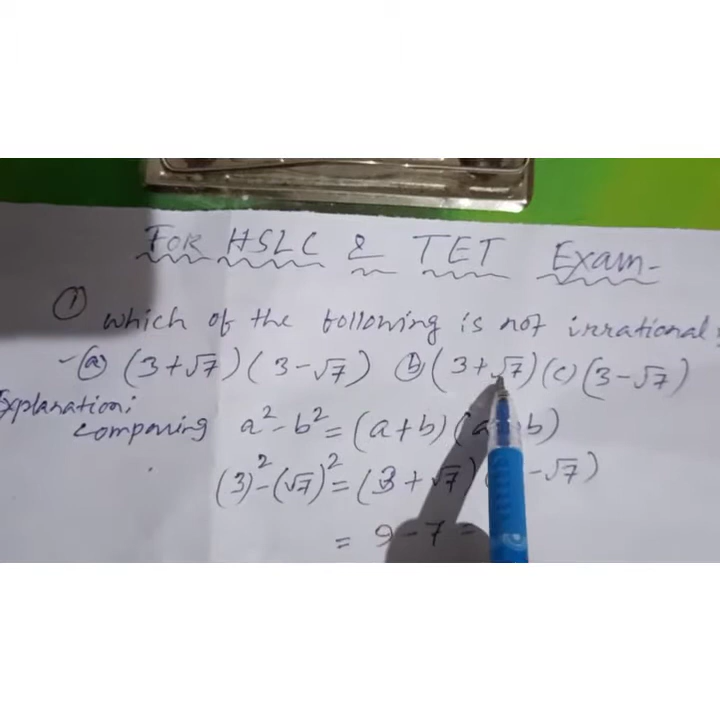 FOR HSLC & TET Exam-
① which of the following is not irrational?
-ⓐ (3+√7)(3-√7) ⓑ (3+√7) (c) (3-√7)
Explanation:
comparing a²-b²=(a+b)(a-b)
(3)²-(√7)²=(3+√7)(-√7)
= 9-7=